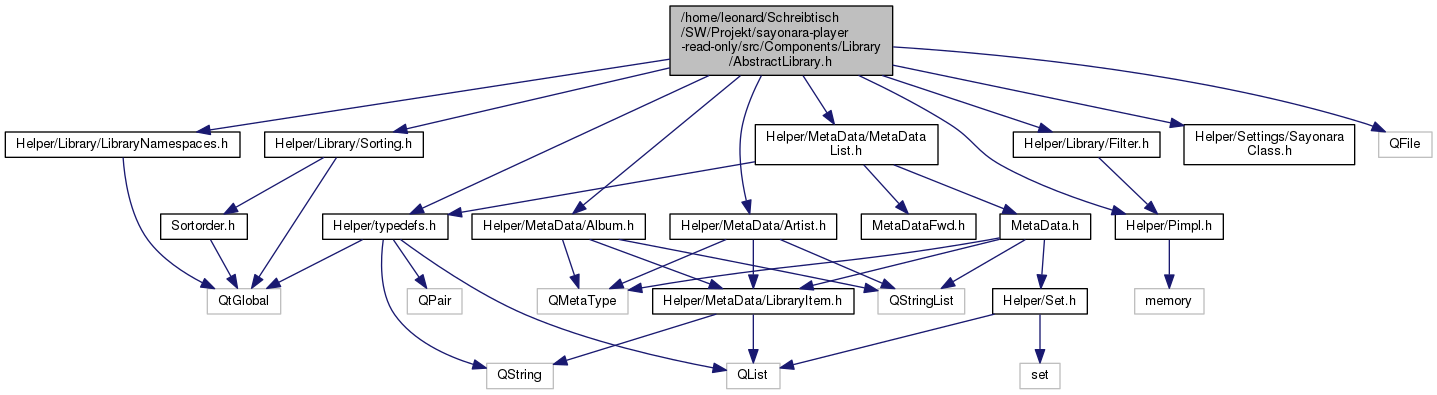 /home/leonard/Schreibtisch
/SW/Projekt/sayonara-player
-read-only/src/Components/Library
/AbstractLibrary.h
Helper/Library/LibraryNamespaces.h
Helper/Library/Sorting.h
Helper/MetaData/MetaData
List.h
Helper/Library/Filter.h
Helper/Settings/Sayonara
Class.h
QFile
Sortorder.h
Helper/typedefs.h
Helper/MetaData/Album.h
Helper/MetaData/Artist.h
MetaDataFwd.h
MetaData.h
Helper/Pimpl.h
QtGlobal
QPair
QMetaType
Helper/MetaData/LibraryItem.h
QStringList
Helper/Set.h
memory
QString
QList
set